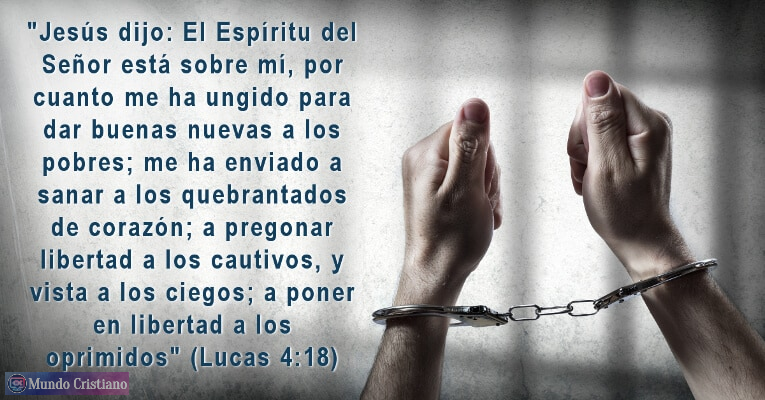 "Jesús dijo: El Espíritu del
Señor está sobre mí, por
cuanto me ha ungido para
dar buenas nuevas a los
pobres; me ha enviado a
sanar a los quebrantados
de corazón; a pregonar
libertad a los cautivos, y
vista a los ciegos; a poner
en libertad a los
oprimidos" (Lucas 4:18)
Mundo Cristiano